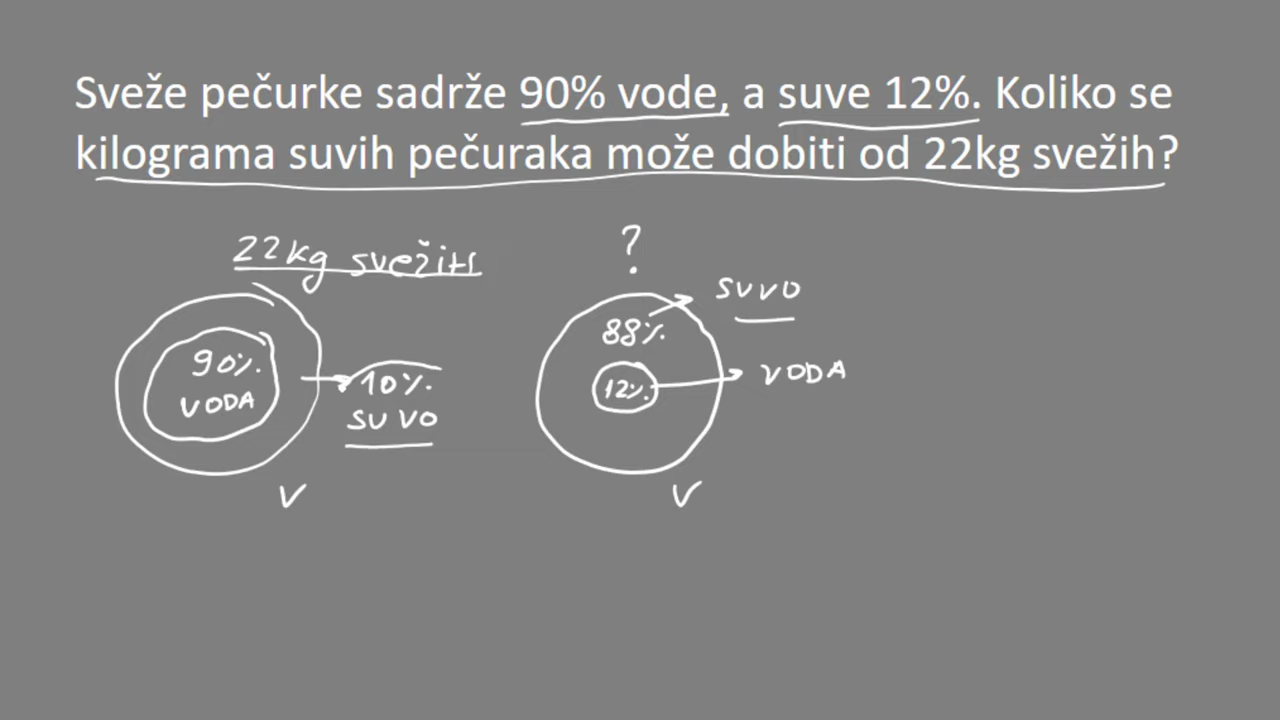 Sveže pečurke sadrže 90% vode, a suve 12%. Koliko se
kilograma suvih pečuraka može dobiti od 22kg svežih?
22kg svežih
?
SUVO
88%
90%
VODA
12%
VODA
10%
SUVO
V
V